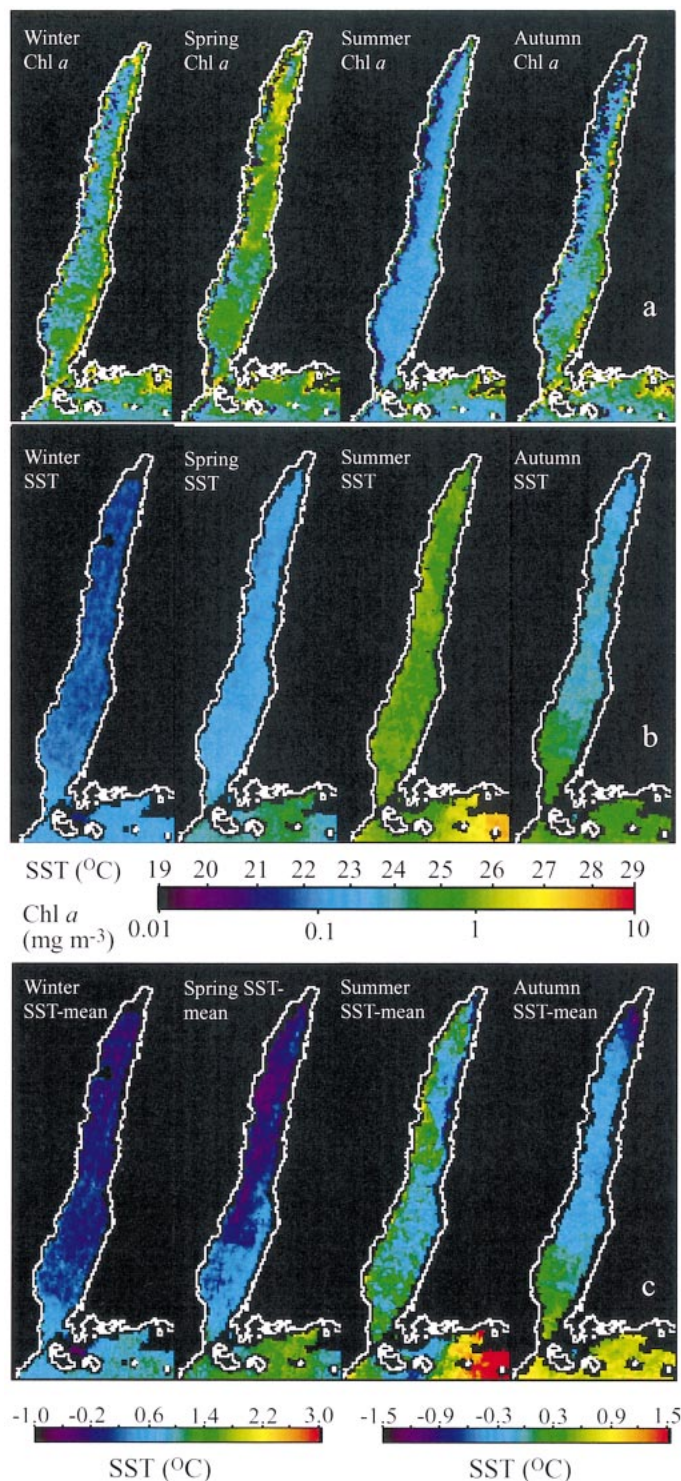 Winter Chl a
Spring Chl a
Summer Chl a
Autumn Chl a
a
Winter SST
Spring SST
Summer SST
Autumn SST
b
SST (°C) 19 20 21 22 23 24 25 26 27 28 29
Chl a (mg m-3) 0.01 0.1 1 10
Winter SST-mean
Spring SST-mean
Summer SST-mean
Autumn SST-mean
c
-1.0 -0.2 0.6 1.4 2.2 3.0
SST (°C)
-1.5 -0.9 -0.3 0.3 0.9 1.5
SST (°C)